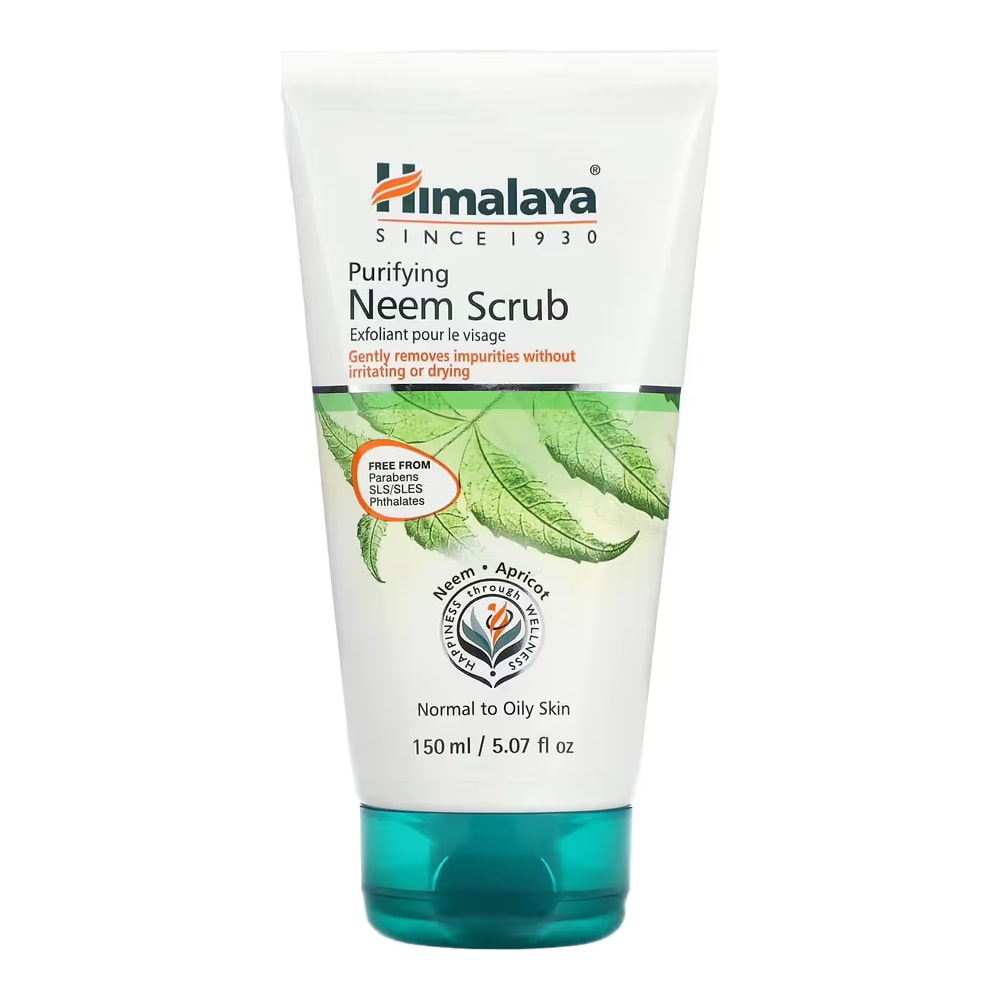 Himalaya®
SINCE 1930
Purifying
Neem Scrub
Exfoliant pour le visage
Gently removes impurities without
irritating or drying
FREE FROM
Parabens
SLS/SLES
Phthalates
Neem • Apricot
HAPPINESS through WELLNESS
Normal to Oily Skin
150 ml / 5.07 fl oz